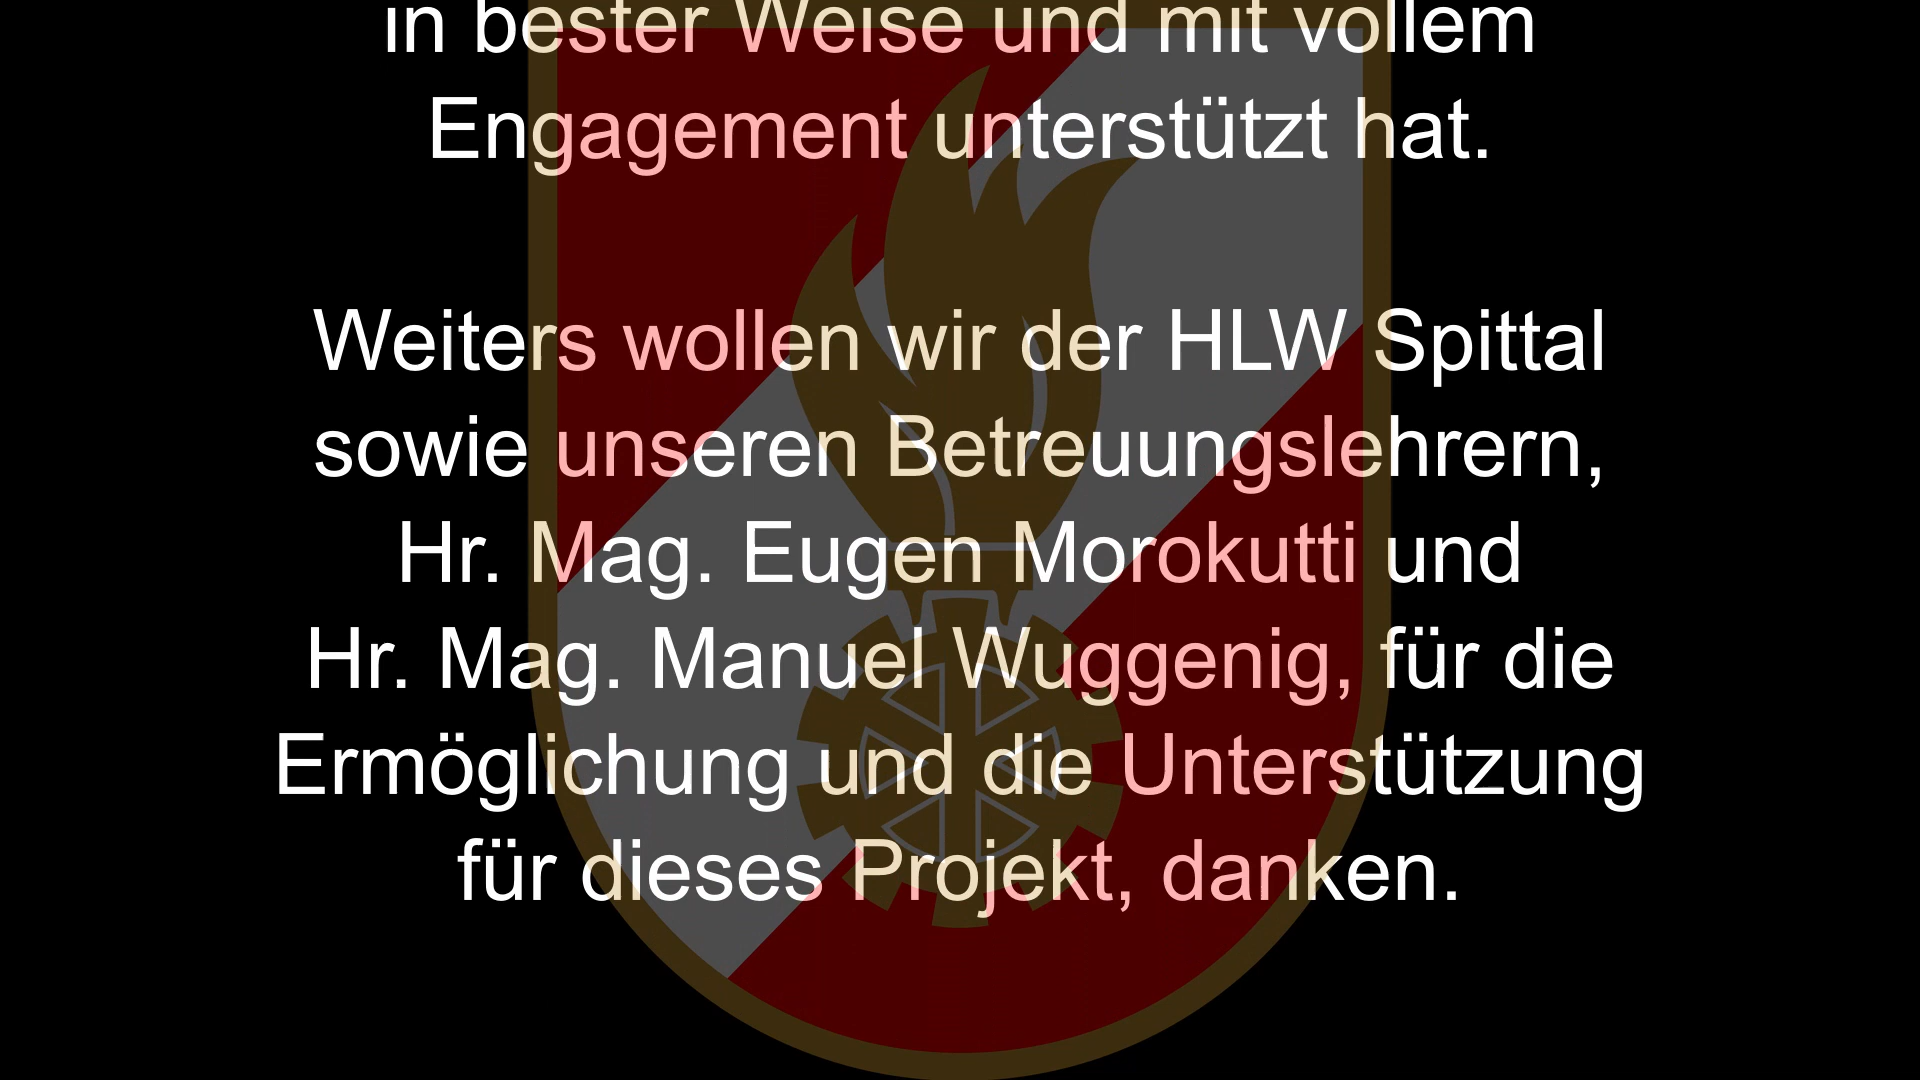 in bester Weise und mit vollem
Engagement unterstützt hat.
Weiters wollen wir der HLW Spittal
sowie unseren Betreuungslehrern,
Hr. Mag. Eugen Morokutti und
Hr. Mag. Manuel Wuggenig, für die
Ermöglichung und die Unterstützung
für dieses Projekt, danken.